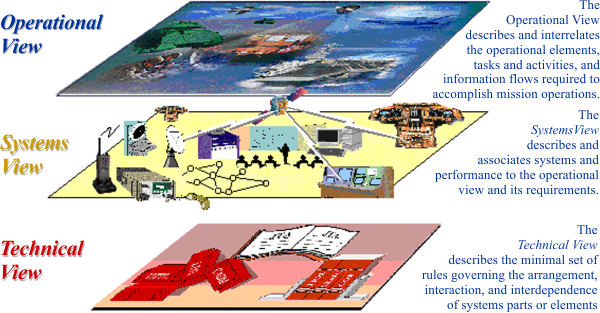 Operational
View
The
Operational View
describes and interrelates
the operational elements,
tasks and activities, and
information flows required to
accomplish mission operations.
Systems
View
The
SystemsView
describes and
associates systems and
performance to the operational
view and its requirements.
Technical
View
The
Technical View
describes the minimal set of
rules governing the arrangement,
interaction, and interdependence
of systems parts or elements